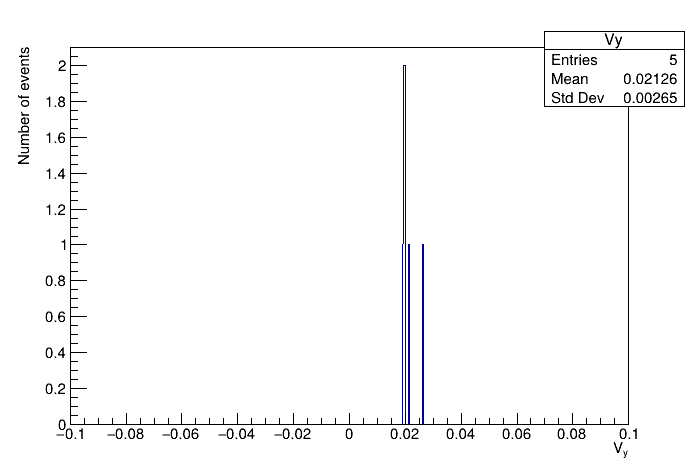 Vy
Entries 5
Mean 0.02126
Std Dev 0.00265
Number of events
2
1.8
1.6
1.4
1.2
1
0.8
0.6
0.4
0.2
0
−0.1 −0.08 −0.06 −0.04 −0.02 0 0.02 0.04 0.06 0.08 0.1
Vy